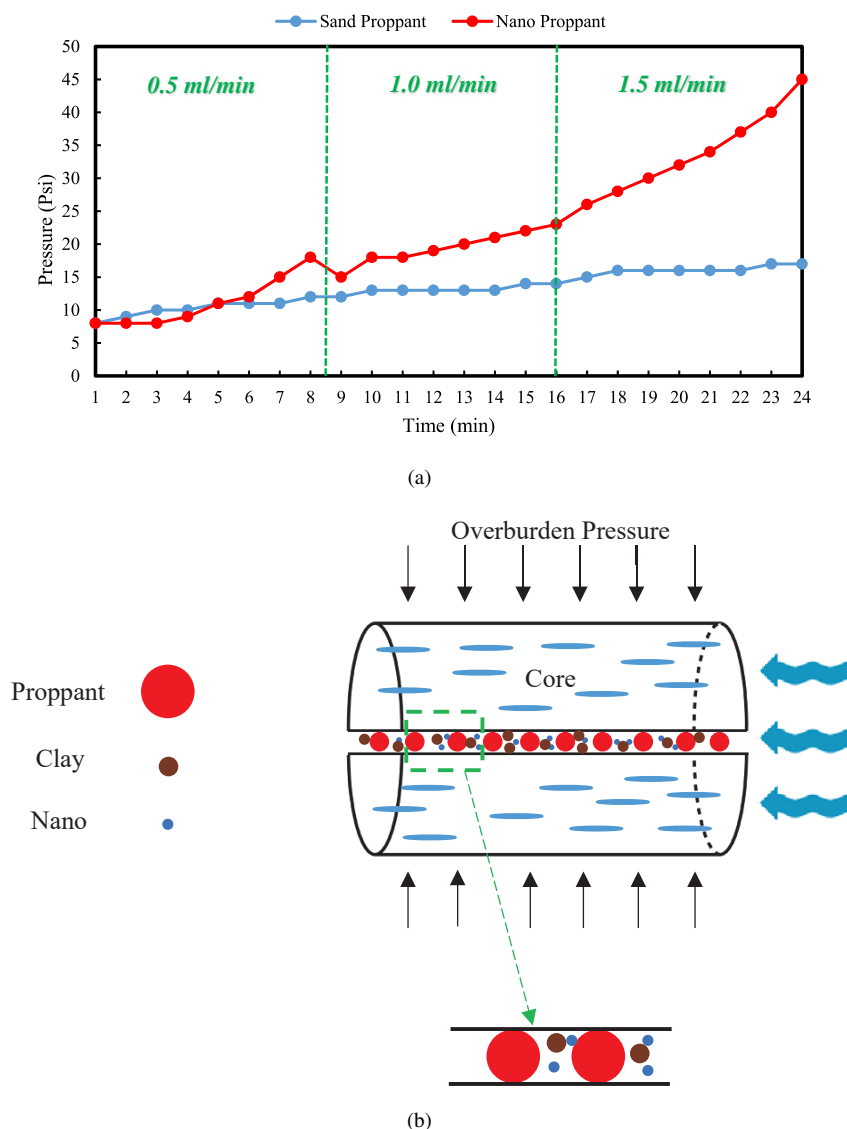 Sand Proppant Nano Proppant
50
45
40
35
30
25
20
15
10
5
0
Pressure (Psi)
0.5 ml/min 1.0 ml/min 1.5 ml/min
1 2 3 4 5 6 7 8 9 10 11 12 13 14 15 16 17 18 19 20 21 22 23 24
Time (min)
(a)
Overburden Pressure
Core
Proppant
Clay
Nano
(b)